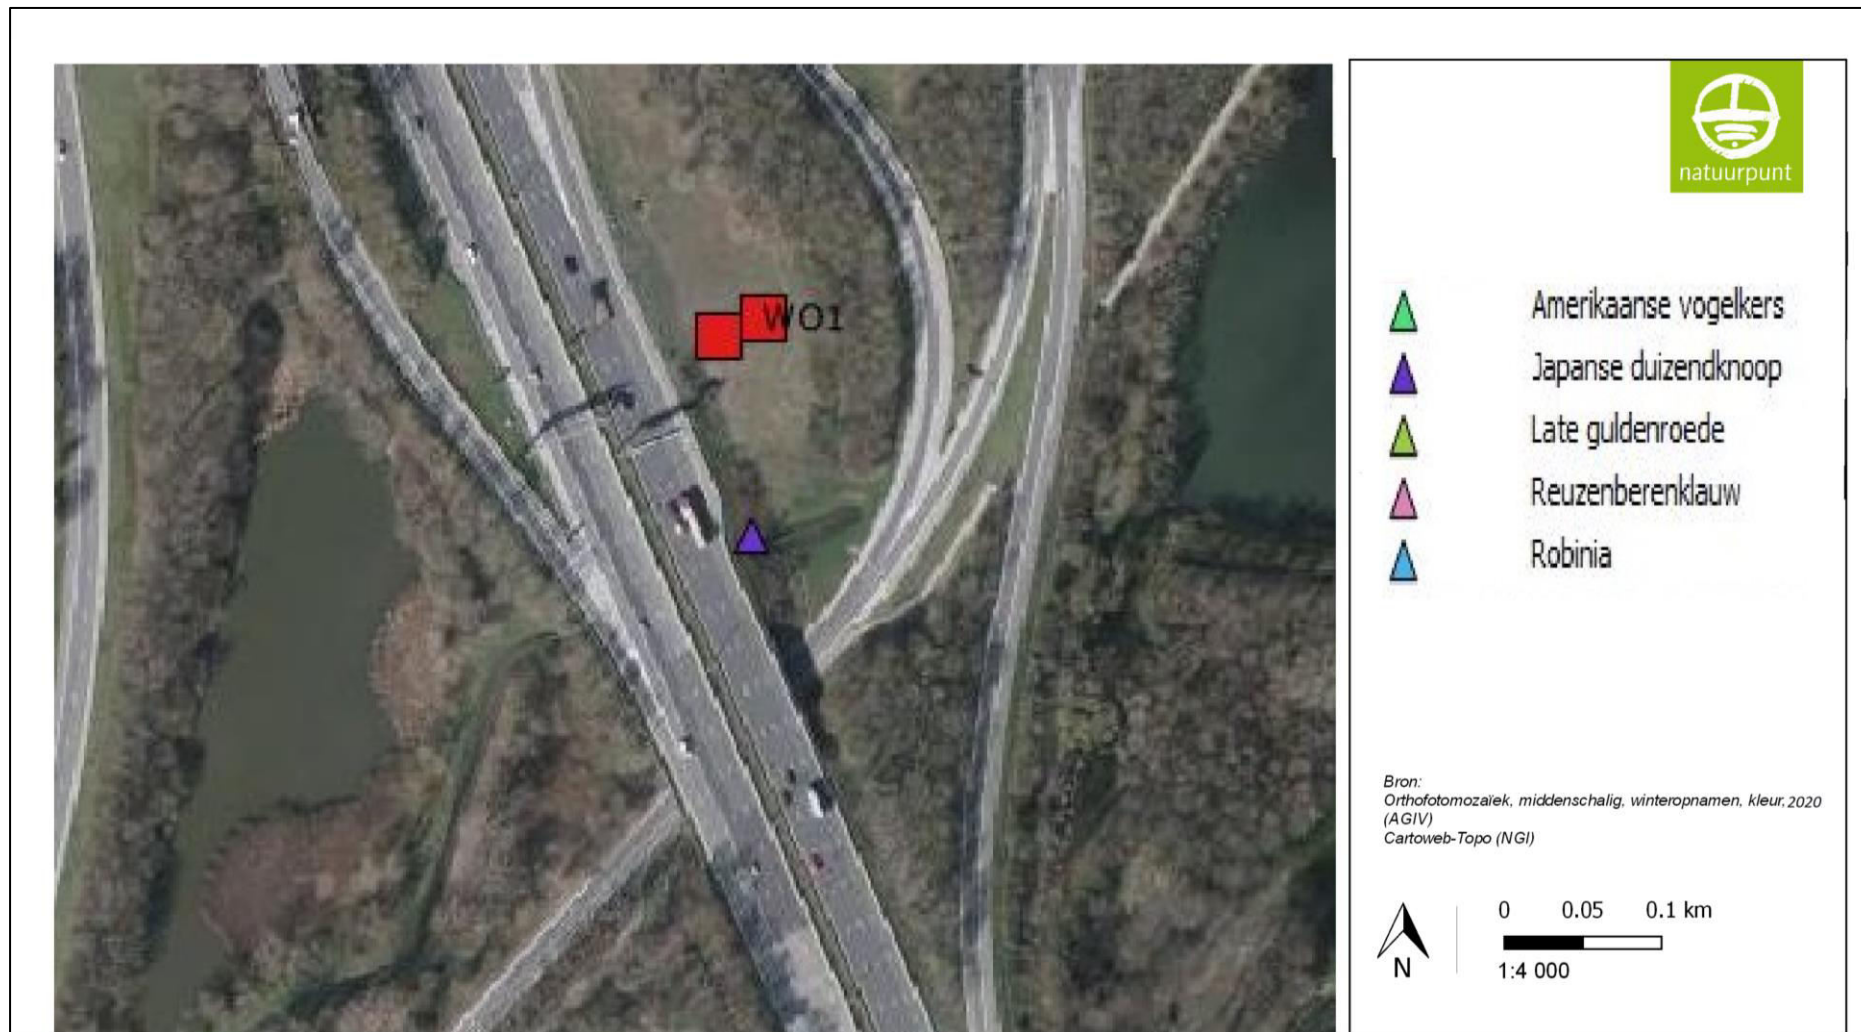 natuurpunt
WO1
Amerikaanse vogelkers
Japanse duizendknoop
Late guldenroede
Reuzenberenklauw
Robinia
Bron:
Orthofotomozaïek, middenschalig, winteropnamen, kleur, 2020
(AGIV)
Cartoweb-Topo (NGI)
0 0.05 0.1 km
N
1:4 000